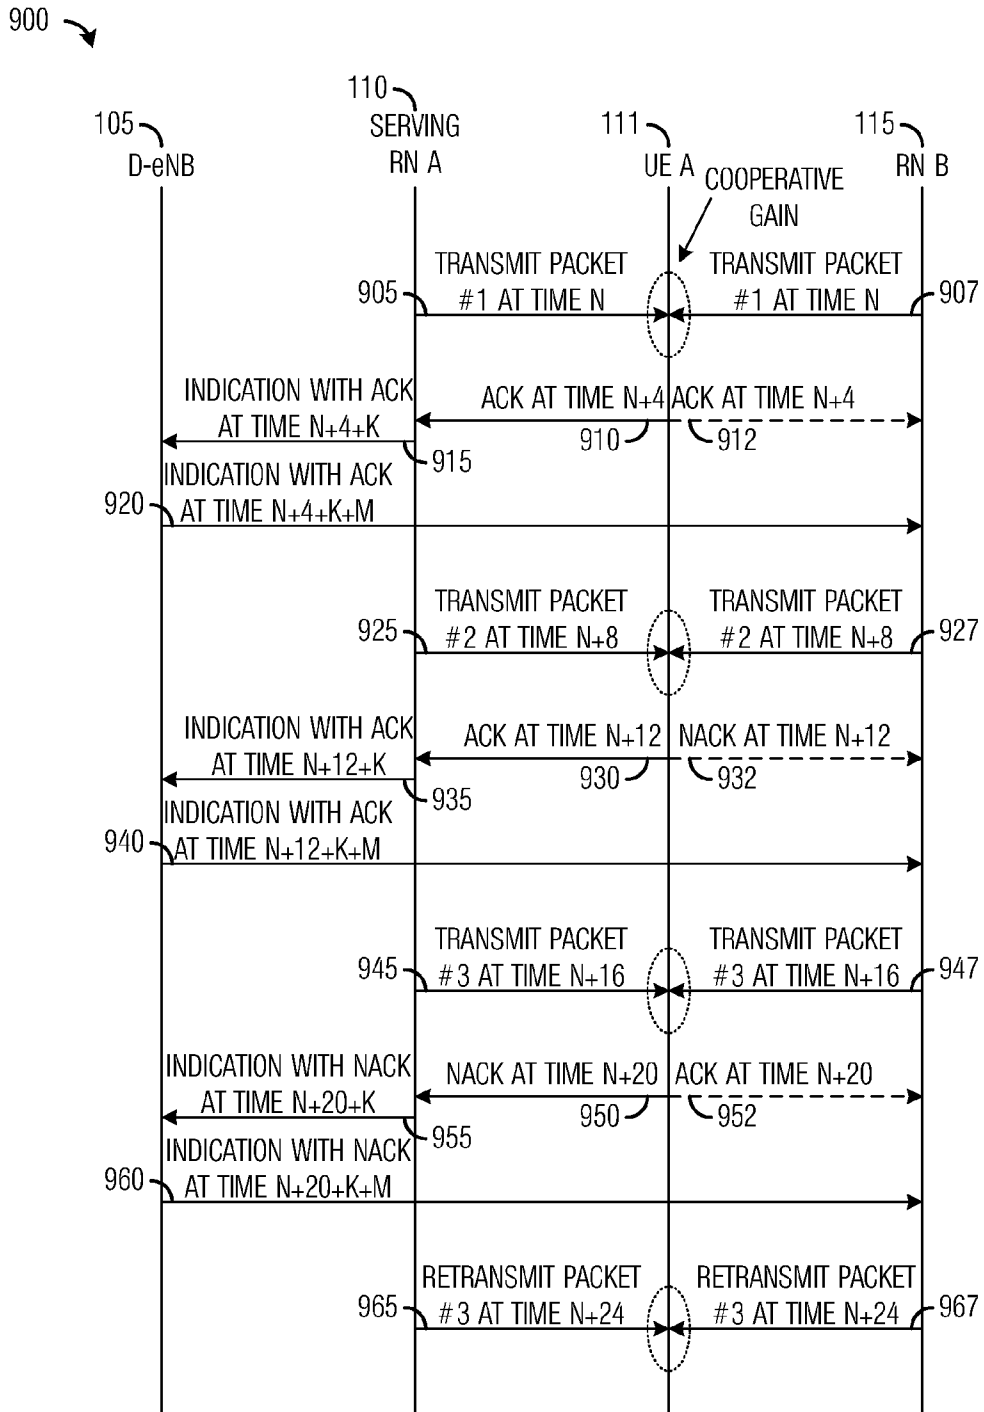 900
105
110
111
115
D-eNB
SERVING
RN A
UE A
RN B
COOPERATIVE
GAIN
905
TRANSMIT PACKET
#1 AT TIME N
TRANSMIT PACKET
#1 AT TIME N
907
INDICATION WITH ACK
AT TIME N+4+K
ACK AT TIME N+4
ACK AT TIME N+4
910
912
915
920
INDICATION WITH ACK
AT TIME N+4+K+M
925
TRANSMIT PACKET
#2 AT TIME N+8
TRANSMIT PACKET
#2 AT TIME N+8
927
INDICATION WITH ACK
AT TIME N+12+K
ACK AT TIME N+12
NACK AT TIME N+12
930
932
935
940
INDICATION WITH ACK
AT TIME N+12+K+M
945
TRANSMIT PACKET
#3 AT TIME N+16
TRANSMIT PACKET
#3 AT TIME N+16
947
INDICATION WITH NACK
AT TIME N+20+K
NACK AT TIME N+20
ACK AT TIME N+20
950
952
955
960
INDICATION WITH NACK
AT TIME N+20+K+M
965
RETRANSMIT PACKET
#3 AT TIME N+24
RETRANSMIT PACKET
#3 AT TIME N+24
967